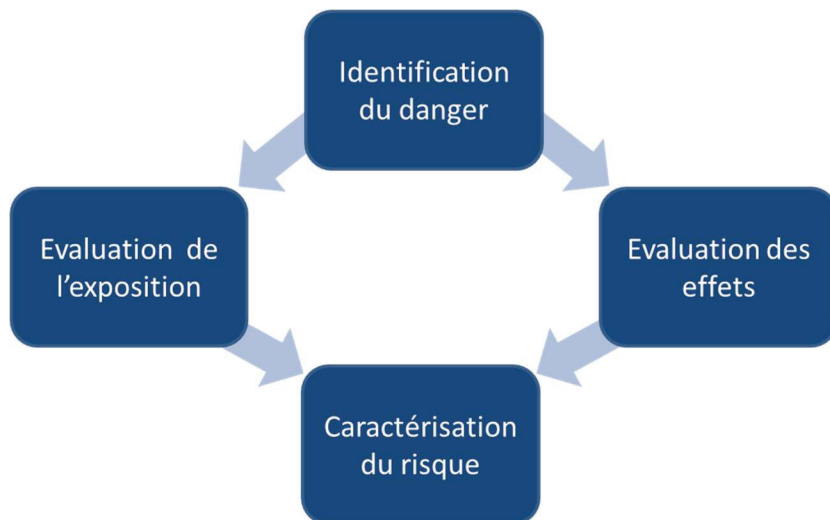 Identification
du danger
Evaluation de
l’exposition
Evaluation des
effets
Caractérisation
du risque